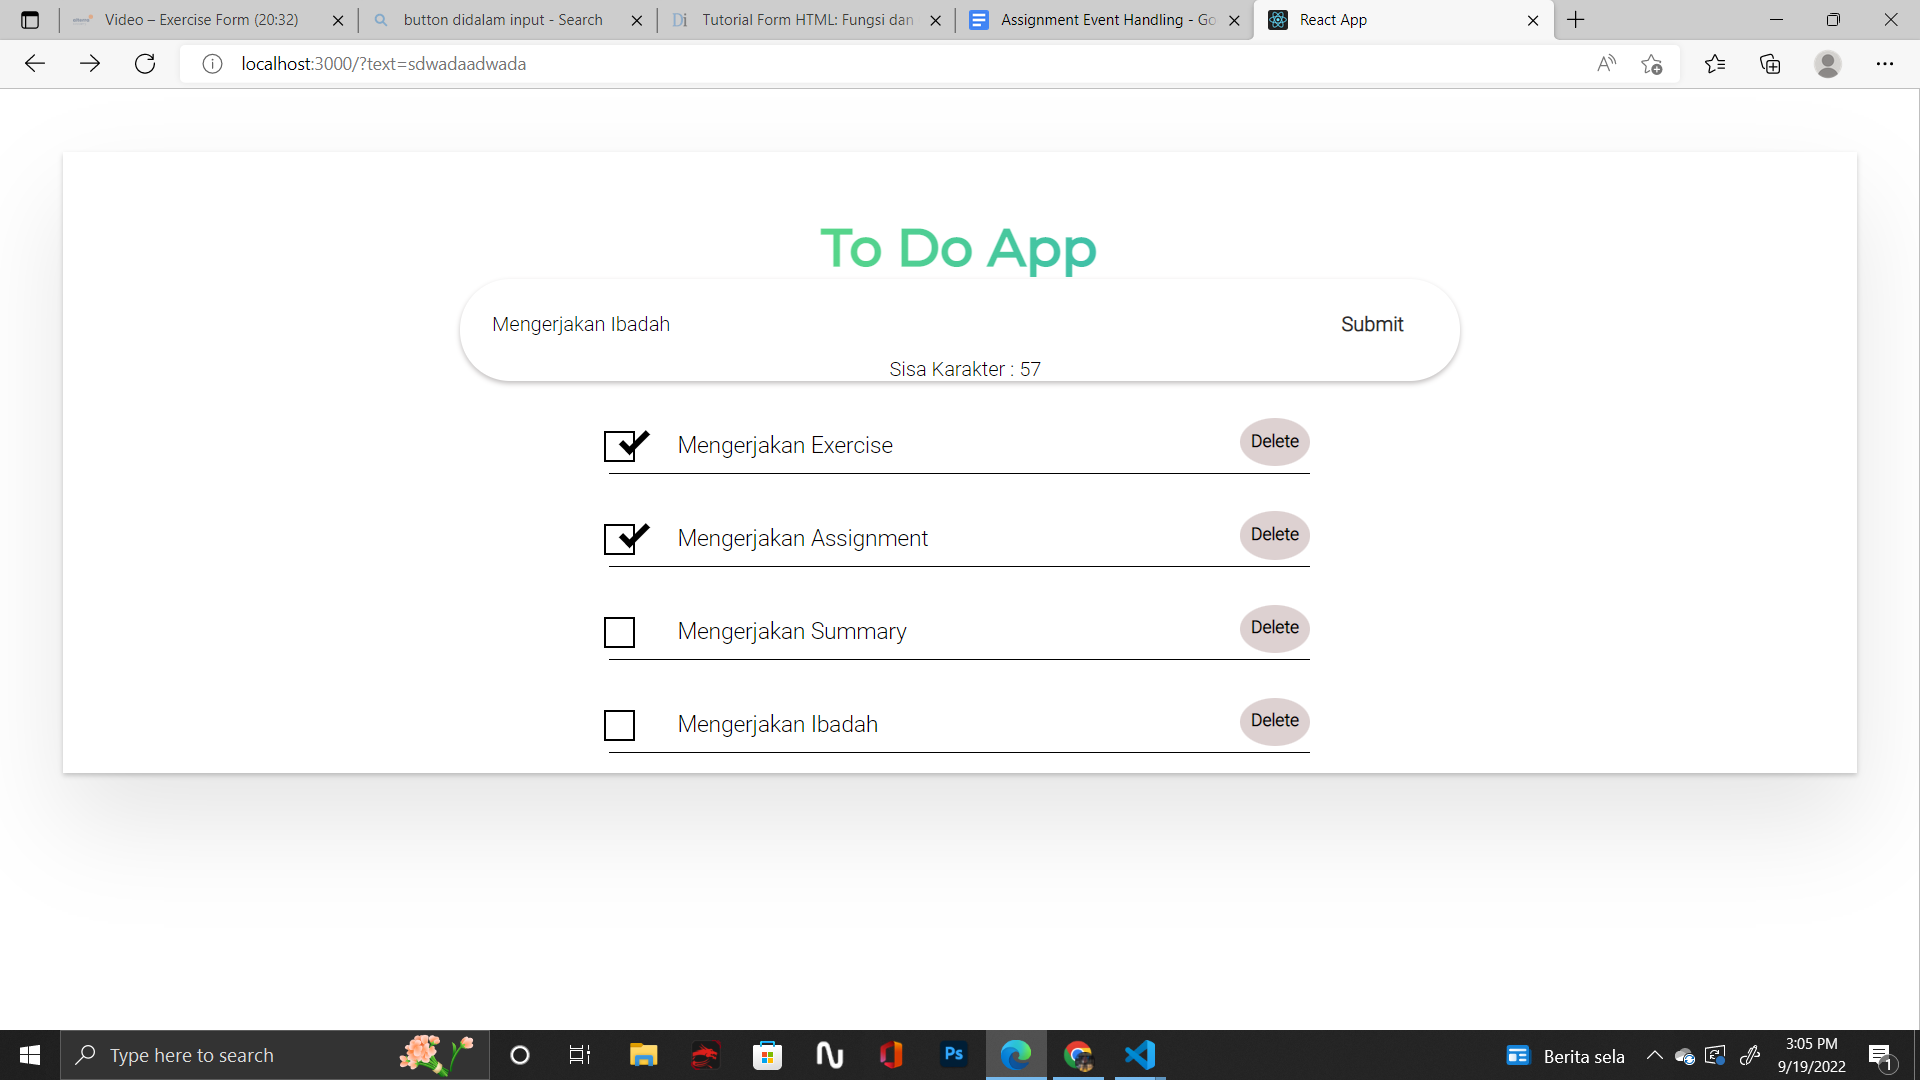 Video – Exercise Form (20:32)
button didalam input - Search
Di Tutorial Form HTML: Fungsi dan
Assignment Event Handling - Go
React App
localhost:3000/?text=sdwadaadwada
To Do App
Mengerjakan Ibadah Submit
Sisa Karakter : 57
Mengerjakan Exercise Delete
Mengerjakan Assignment Delete
Mengerjakan Summary Delete
Mengerjakan Ibadah Delete
Type here to search
Ps
Berita sela
3:05 PM
9/19/2022
1